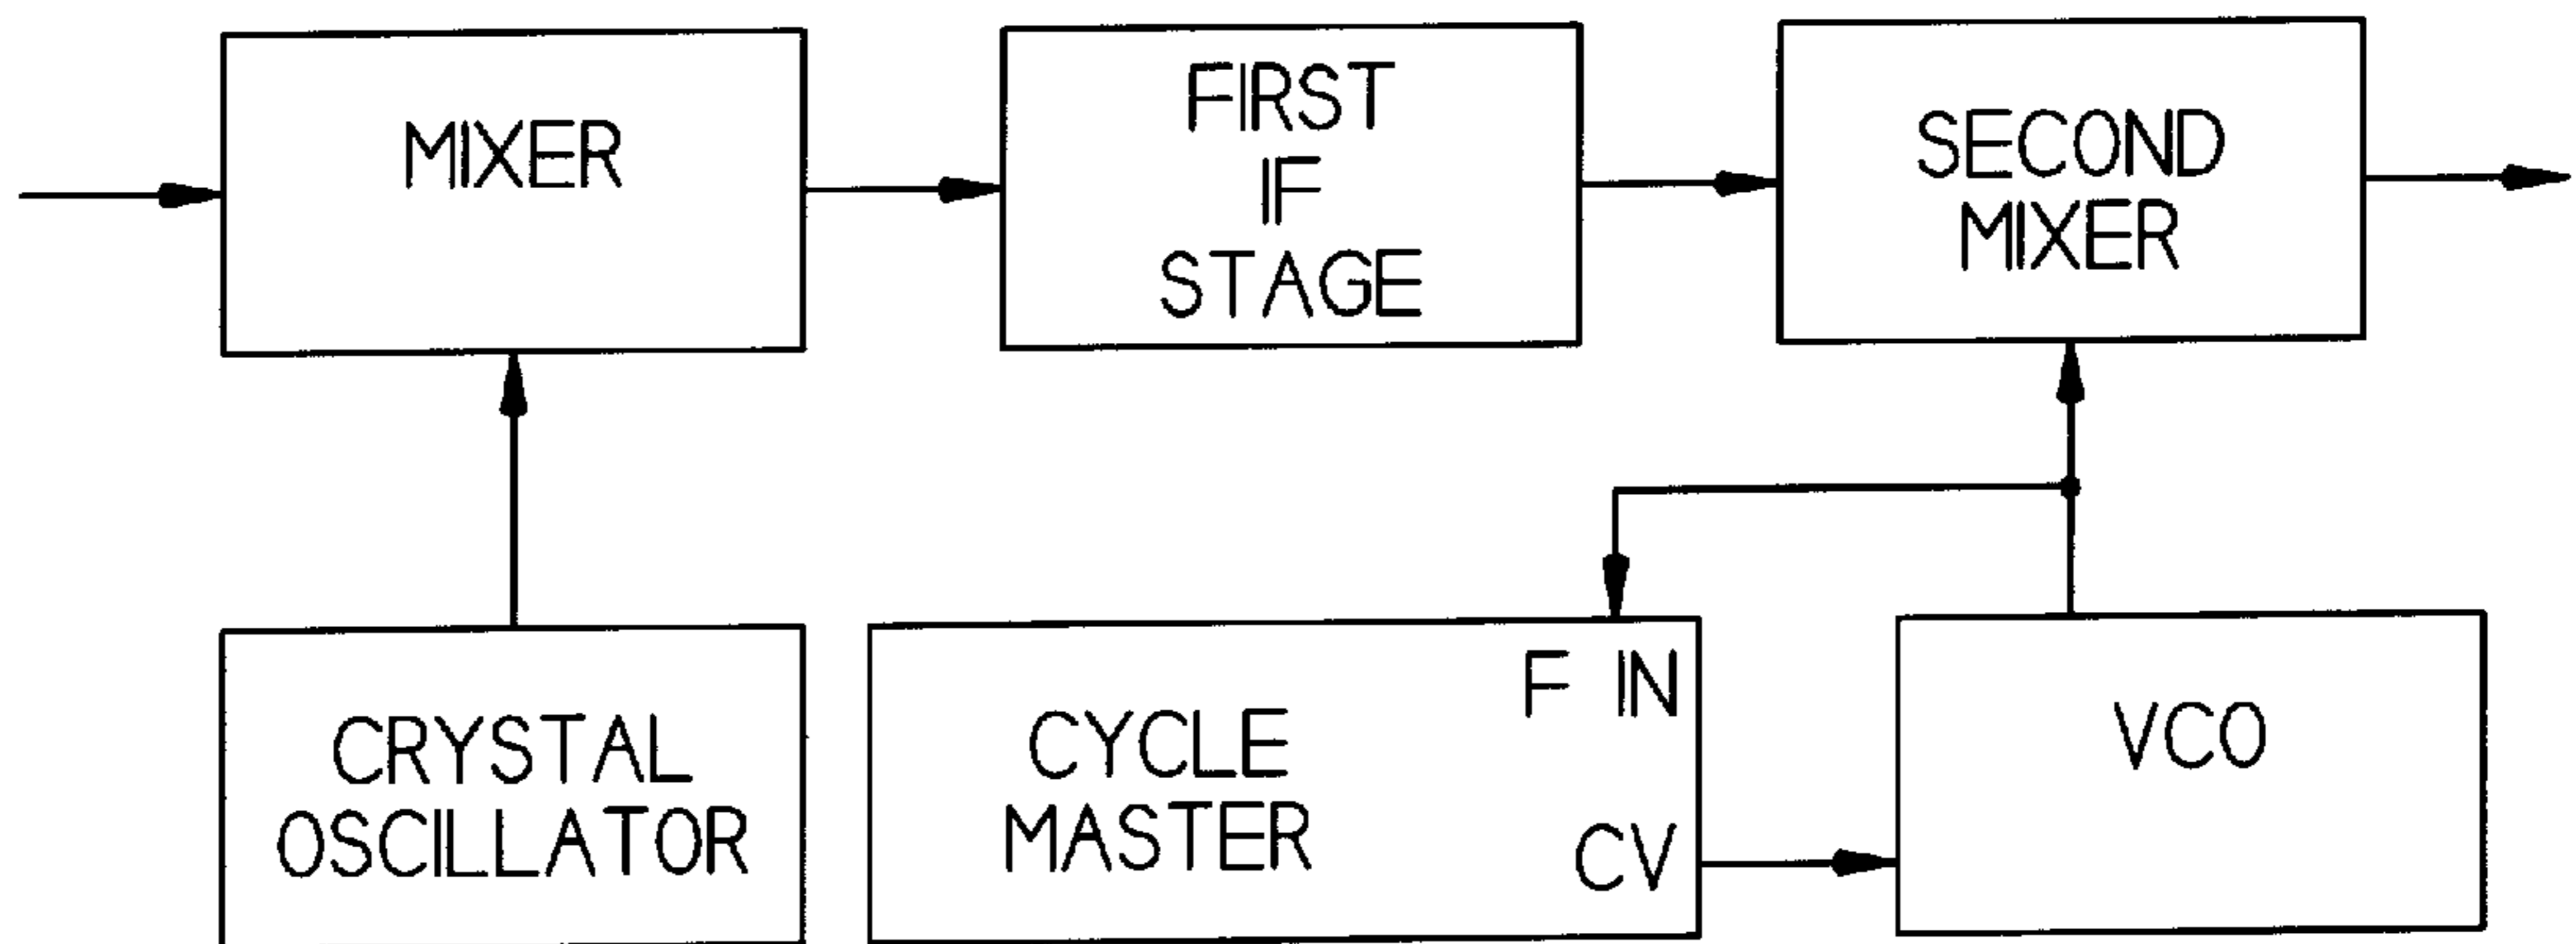 MIXER
FIRST
IF
STAGE
SECOND
MIXER
CRYSTAL
OSCILLATOR
CYCLE
MASTER
F IN
CV
VCO